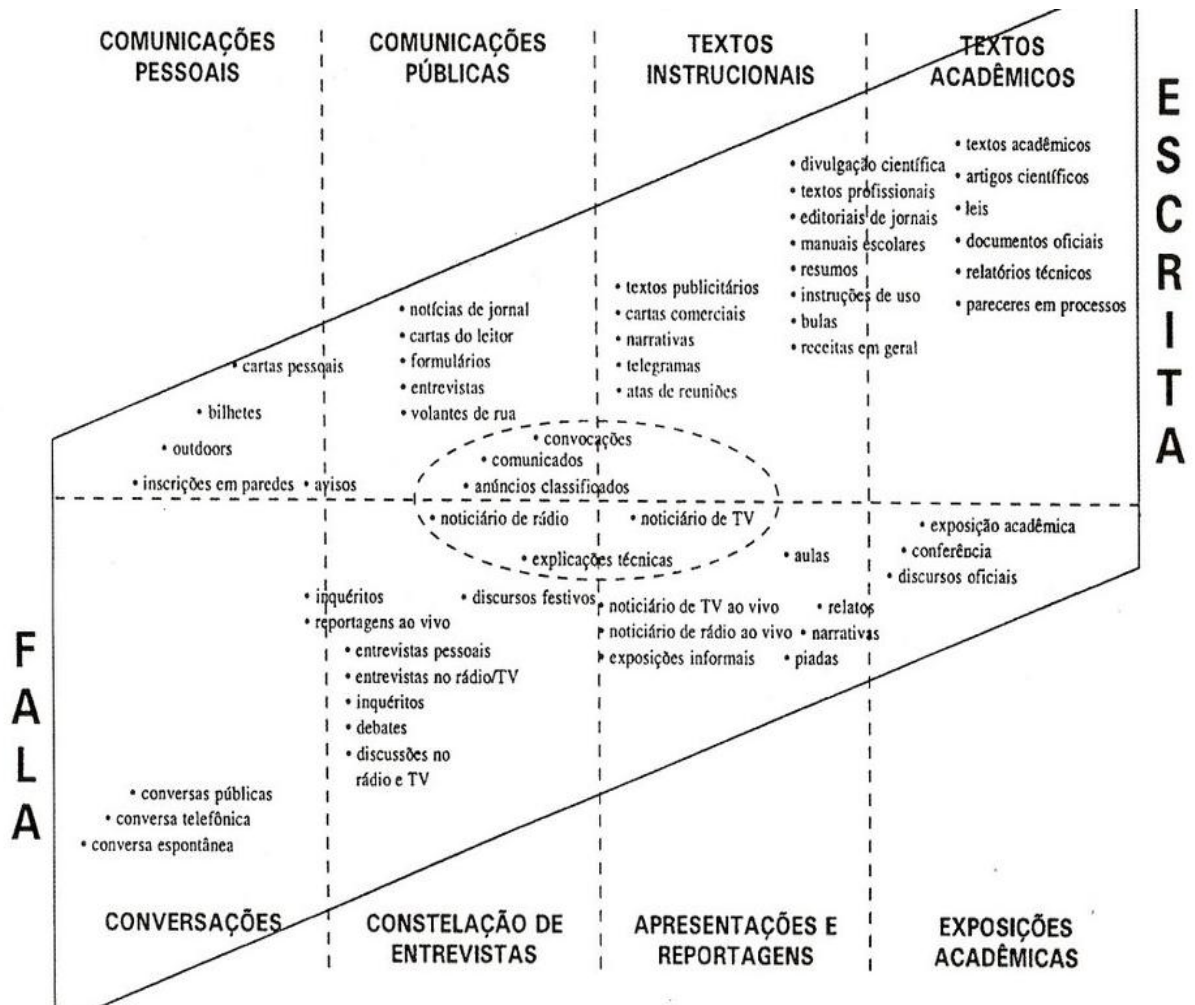 COMUNICAÇÕES
PESSOAIS
COMUNICAÇÕES
PÚBLICAS
TEXTOS
INSTRUCIONAIS
TEXTOS
ACADÊMICOS
ESCRITA
• textos acadêmicos
• artigos científicos
• leis
• documentos oficiais
• relatórios técnicos
• pareceres em processos
• divulgação científica
• textos profissionais
• editoriais de jornais
• manuais escolares
• resumos
• instruções de uso
• bulas
• receitas em geral
• textos publicitários
• cartas comerciais
• narrativas
• telegramas
• atas de reuniões
• notícias de jornal
• cartas do leitor
• formulários
• entrevistas
• volantes de rua
• cartas pessoais
• bilhetes
• outdoors
• inscrições em paredes
• avisos
• convocações
• comunicados
• anúncios classificados
• noticiário de rádio
• noticiário de TV
• explicações técnicas
• aulas
• exposição acadêmica
• conferência
• discursos oficiais
FALA
• inquéritos
• reportagens ao vivo
• discursos festivos
• entrevistas pessoais
• entrevistas no rádio/TV
• inquéritos
• debates
• discussões no
rádio e TV
• noticiário de TV ao vivo
• noticiário de rádio ao vivo
• exposições informais
• relatos
• narrativas
• piadas
• conversas públicas
• conversa telefônica
• conversa espontânea
CONVERSAÇÕES
CONSTELAÇÃO DE
ENTREVISTAS
APRESENTAÇÕES E
REPORTAGENS
EXPOSIÇÕES
ACADÊMICAS